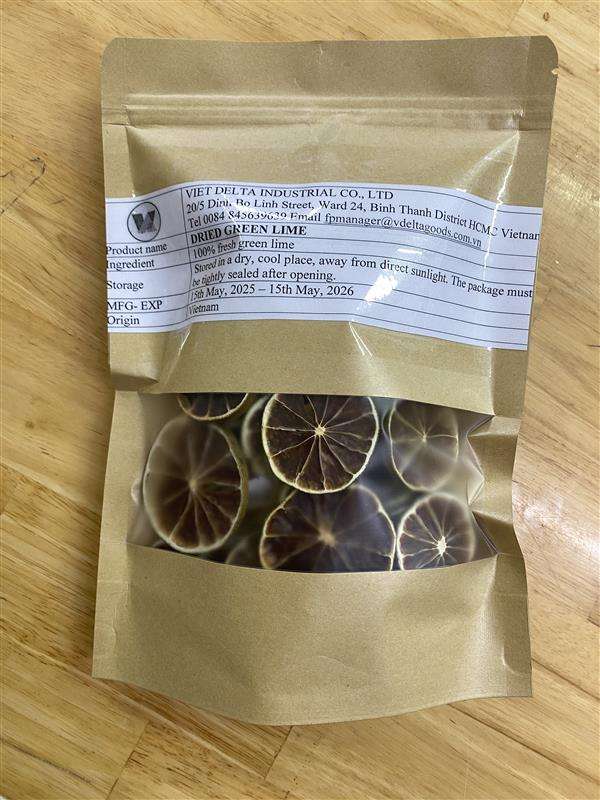 VIET DELTA INDUSTRIAL CO., LTD
20/5 Dinh Bo Linh Street, Ward 24, Binh Thanh District HCMC Vietnam
Tel 0084 845639639 Email fpmanager@vdeltagoods.com.vn
Product name DRIED GREEN LIME
Ingredient 100% fresh green lime
Storage Stored in a dry, cool place, away from direct sunlight. The package must
be tightly sealed after opening.
MFG- EXP 15th May, 2025 – 15th May, 2026
Origin Vietnam